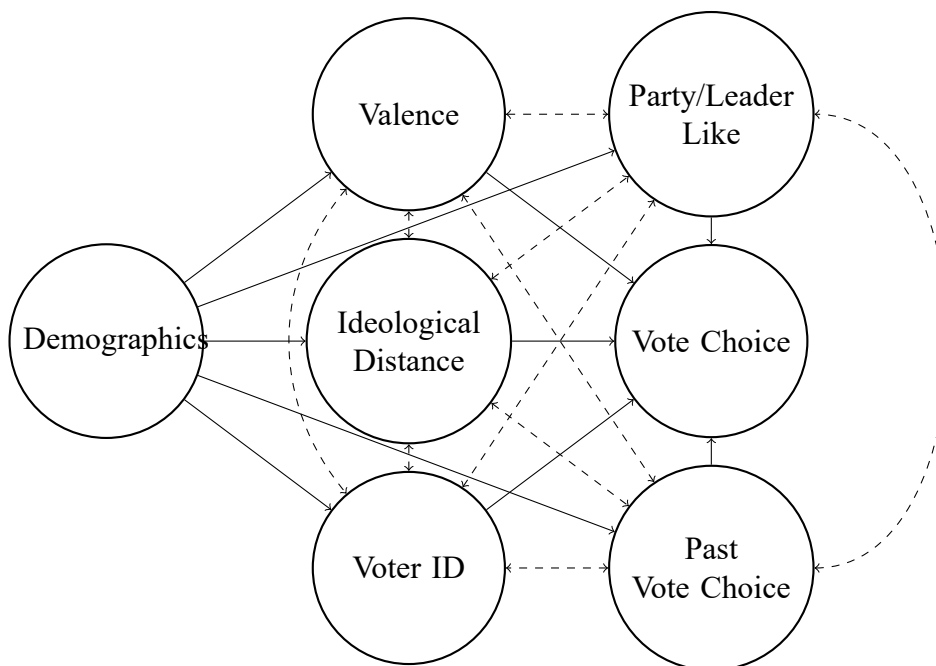 Valence
Party/Leader
Like
Demographics
Ideological
Distance
Vote Choice
Voter ID
Past
Vote Choice